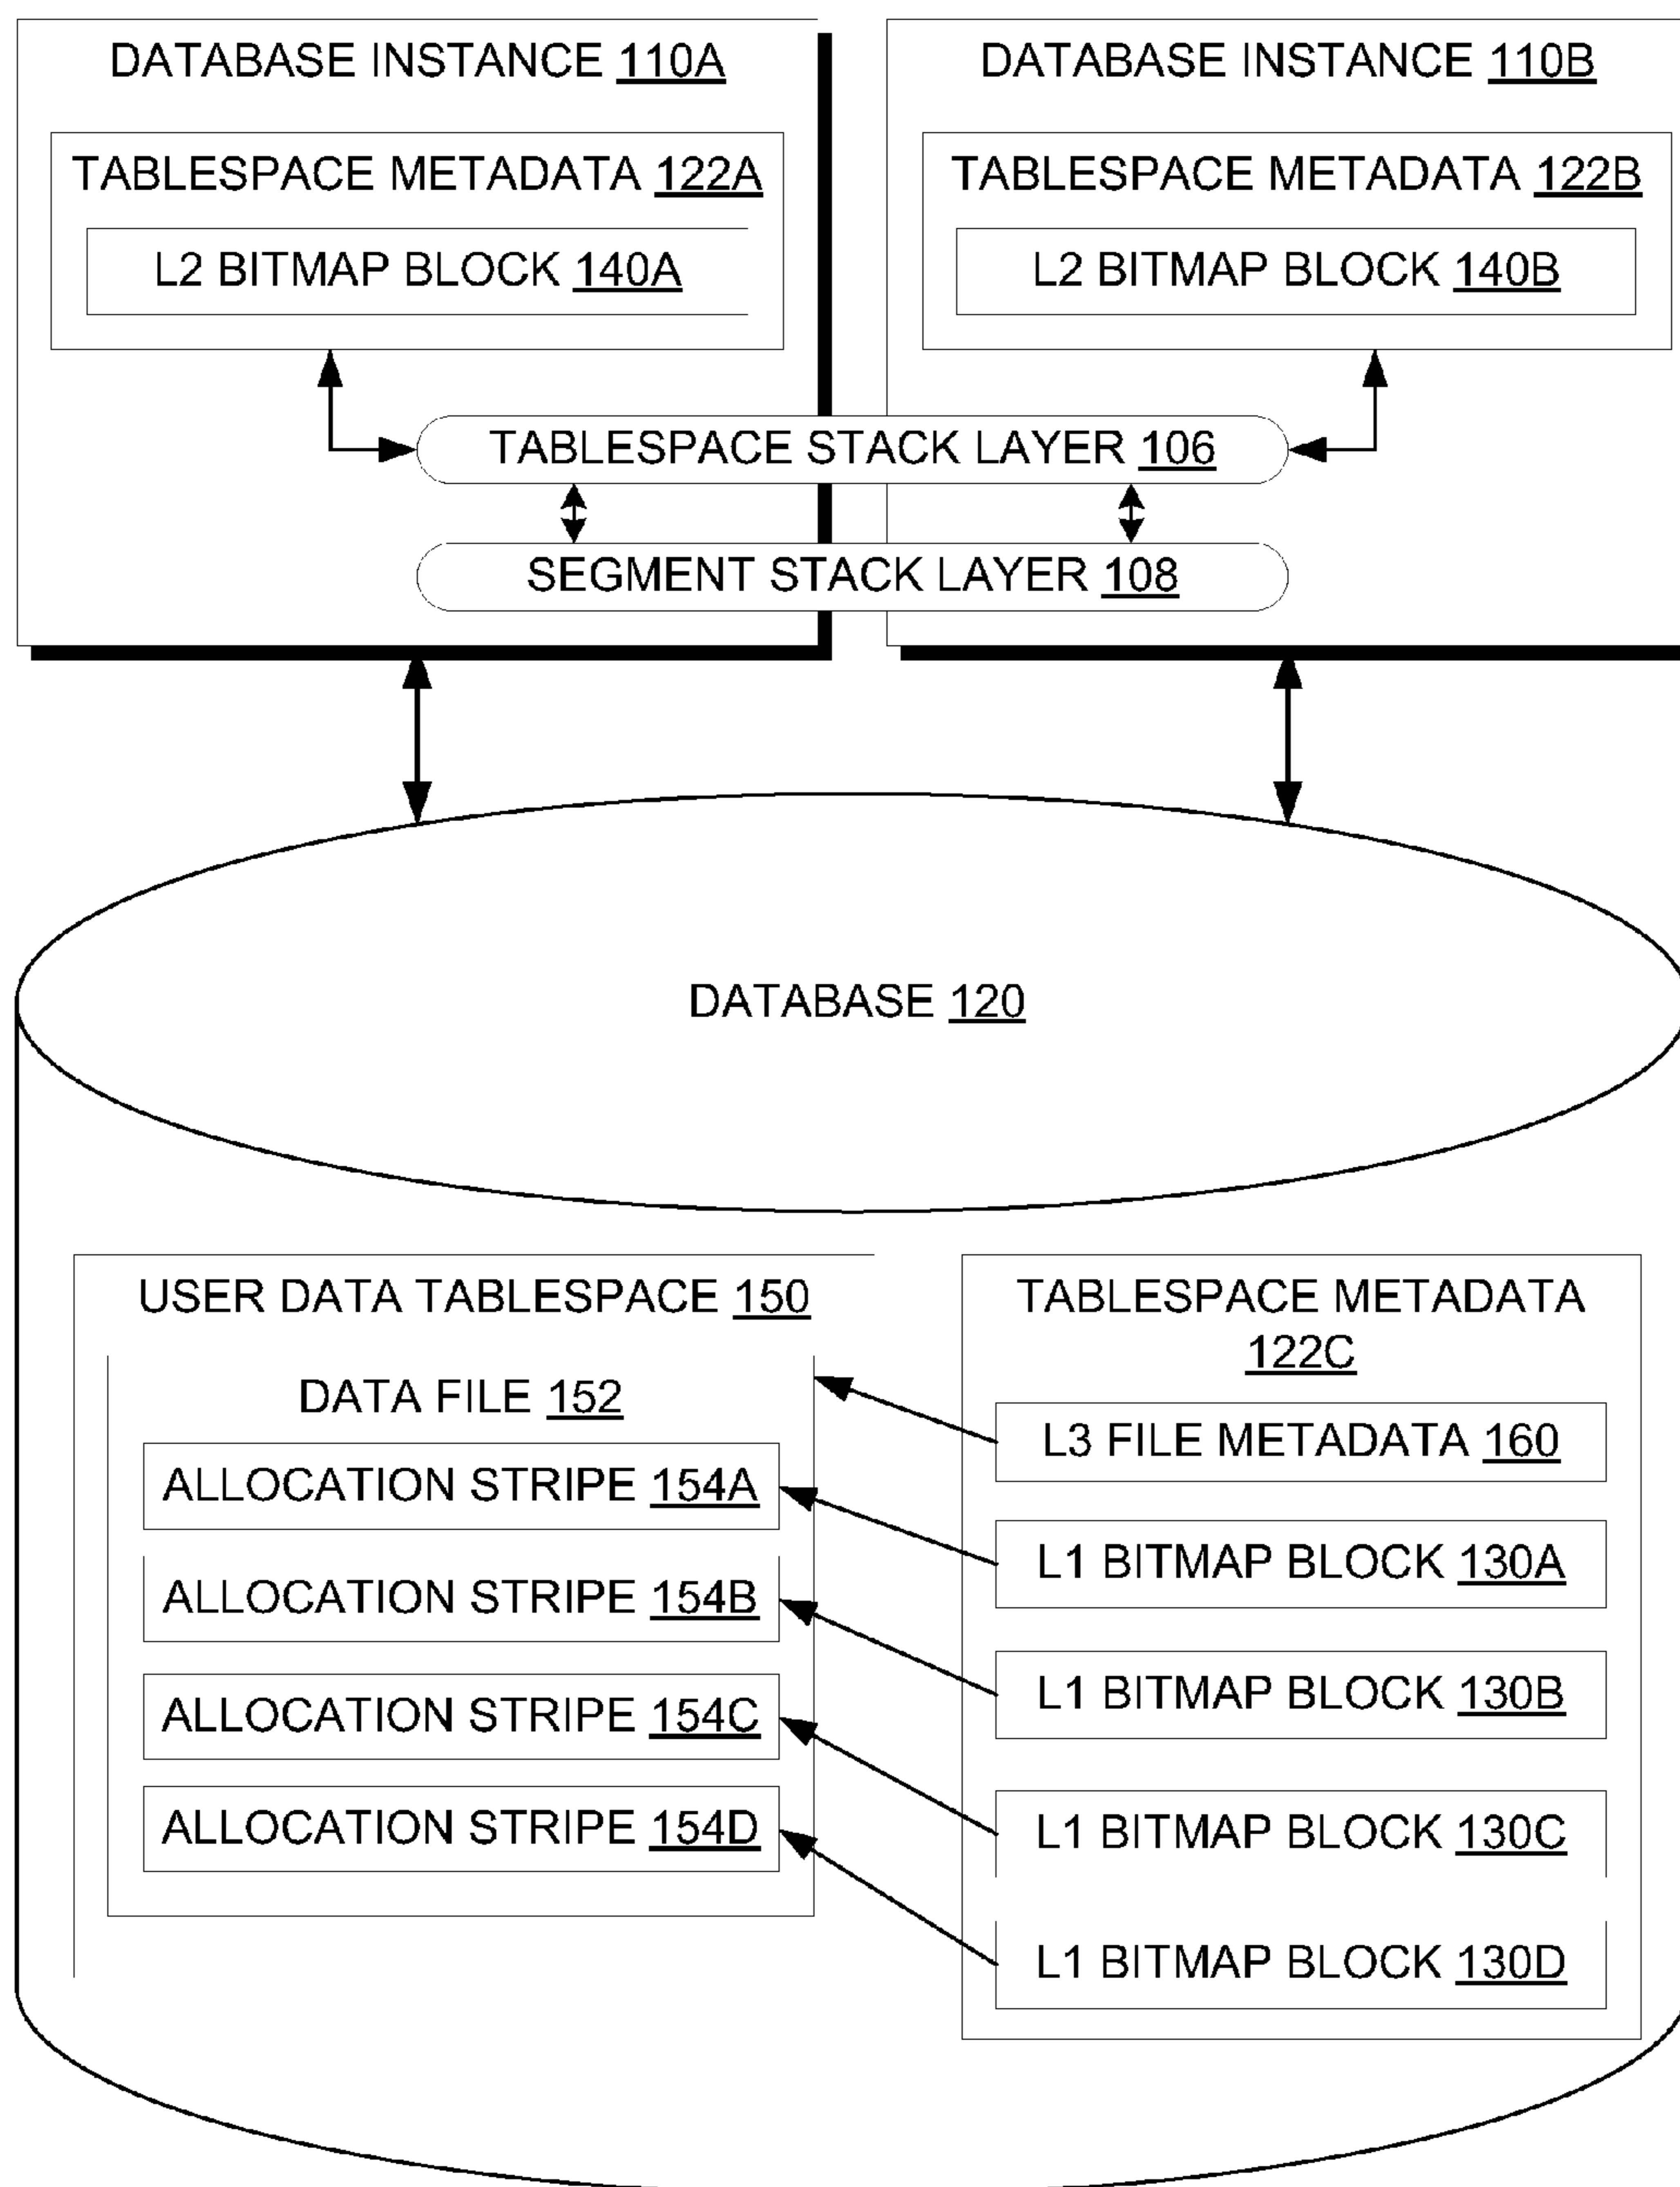 DATABASE INSTANCE 110A
TABLESPACE METADATA 122A
L2 BITMAP BLOCK 140A
DATABASE INSTANCE 110B
TABLESPACE METADATA 122B
L2 BITMAP BLOCK 140B
TABLESPACE STACK LAYER 106
SEGMENT STACK LAYER 108
DATABASE 120
USER DATA TABLESPACE 150
DATA FILE 152
ALLOCATION STRIPE 154A
ALLOCATION STRIPE 154B
ALLOCATION STRIPE 154C
ALLOCATION STRIPE 154D
TABLESPACE METADATA
122C
L3 FILE METADATA 160
L1 BITMAP BLOCK 130A
L1 BITMAP BLOCK 130B
L1 BITMAP BLOCK 130C
L1 BITMAP BLOCK 130D